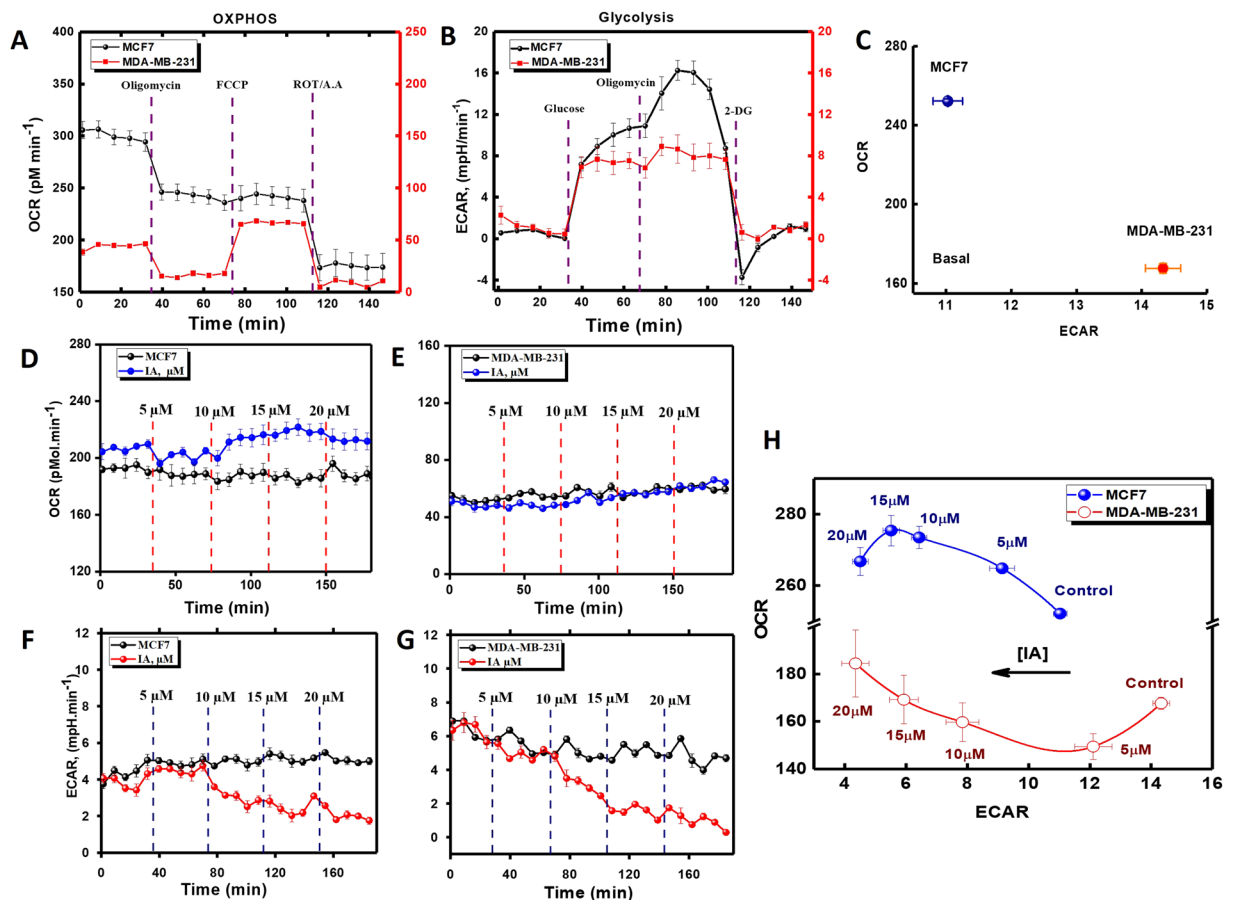 A
OXPHOS
400
350
300
250
200
150
250
200
150
100
50
0
MCF7
MDA-MB-231
Oligomycin
FCCP
ROT/A.A
OCR (pM min⁻¹)
0 20 40 60 80 100 120 140
Time (min)
B
Glycolysis
20
16
12
8
4
0
-4
20
16
12
8
4
0
-4
MCF7
MDA-MB-231
Glucose
Oligomycin
2-DG
ECAR, (mpH/min⁻¹)
0 20 40 60 80 100 120 140
Time (min)
C
280
240
200
160
OCR
MCF7
MDA-MB-231
Basal
11 12 13 14 15
ECAR
D
280
240
200
160
120
MCF7
IA, μM
5 μM 10 μM 15 μM 20 μM
OCR (pMol.min⁻¹)
0 50 100 150
Time (min)
E
160
120
80
40
0
MDA-MB-231
IA, μM
5 μM 10 μM 15 μM 20 μM
0 50 100 150
Time (min)
F
12
10
8
6
4
2
0
MCF7
IA, μM
5 μM 10 μM 15 μM 20 μM
ECAR, (mpH.min⁻¹)
0 40 80 120 160
Time (min)
G
12
10
8
6
4
2
0
MDA-MB-231
IA μM
5 μM 10 μM 15 μM 20 μM
0 40 80 120 160
Time (min)
H
280
260
180
160
140
OCR
MCF7
MDA-MB-231
20μM
15μM
10μM
5μM
Control
[IA]
Control
20μM
15μM
10μM
5μM
4 6 8 10 12 14 16
ECAR